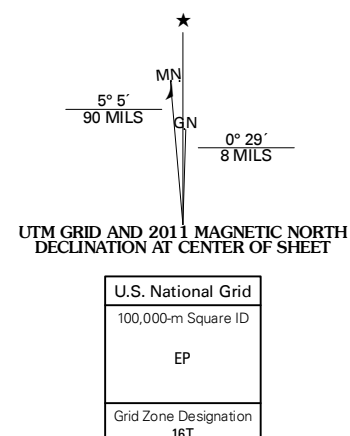 MN
5° 5´
90 MILS
GN
0° 29´
8 MILS
UTM GRID AND 2011 MAGNETIC NORTH
DECLINATION AT CENTER OF SHEET
U.S. National Grid
100,000-m Square ID
EP
Grid Zone Designation
16T